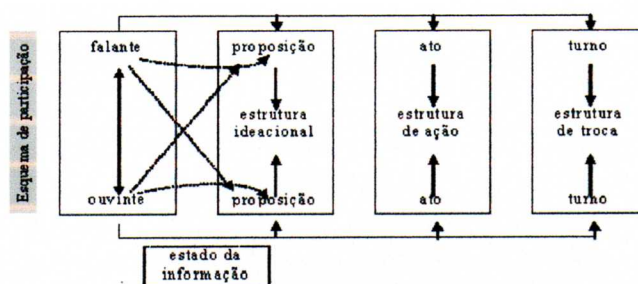 Esquema de participação
falante
proposição
ato
turno
estrutura
ideacional
estrutura
de ação
estrutura
de troca
ouvinte
proposição
ato
turno
estado da
informação